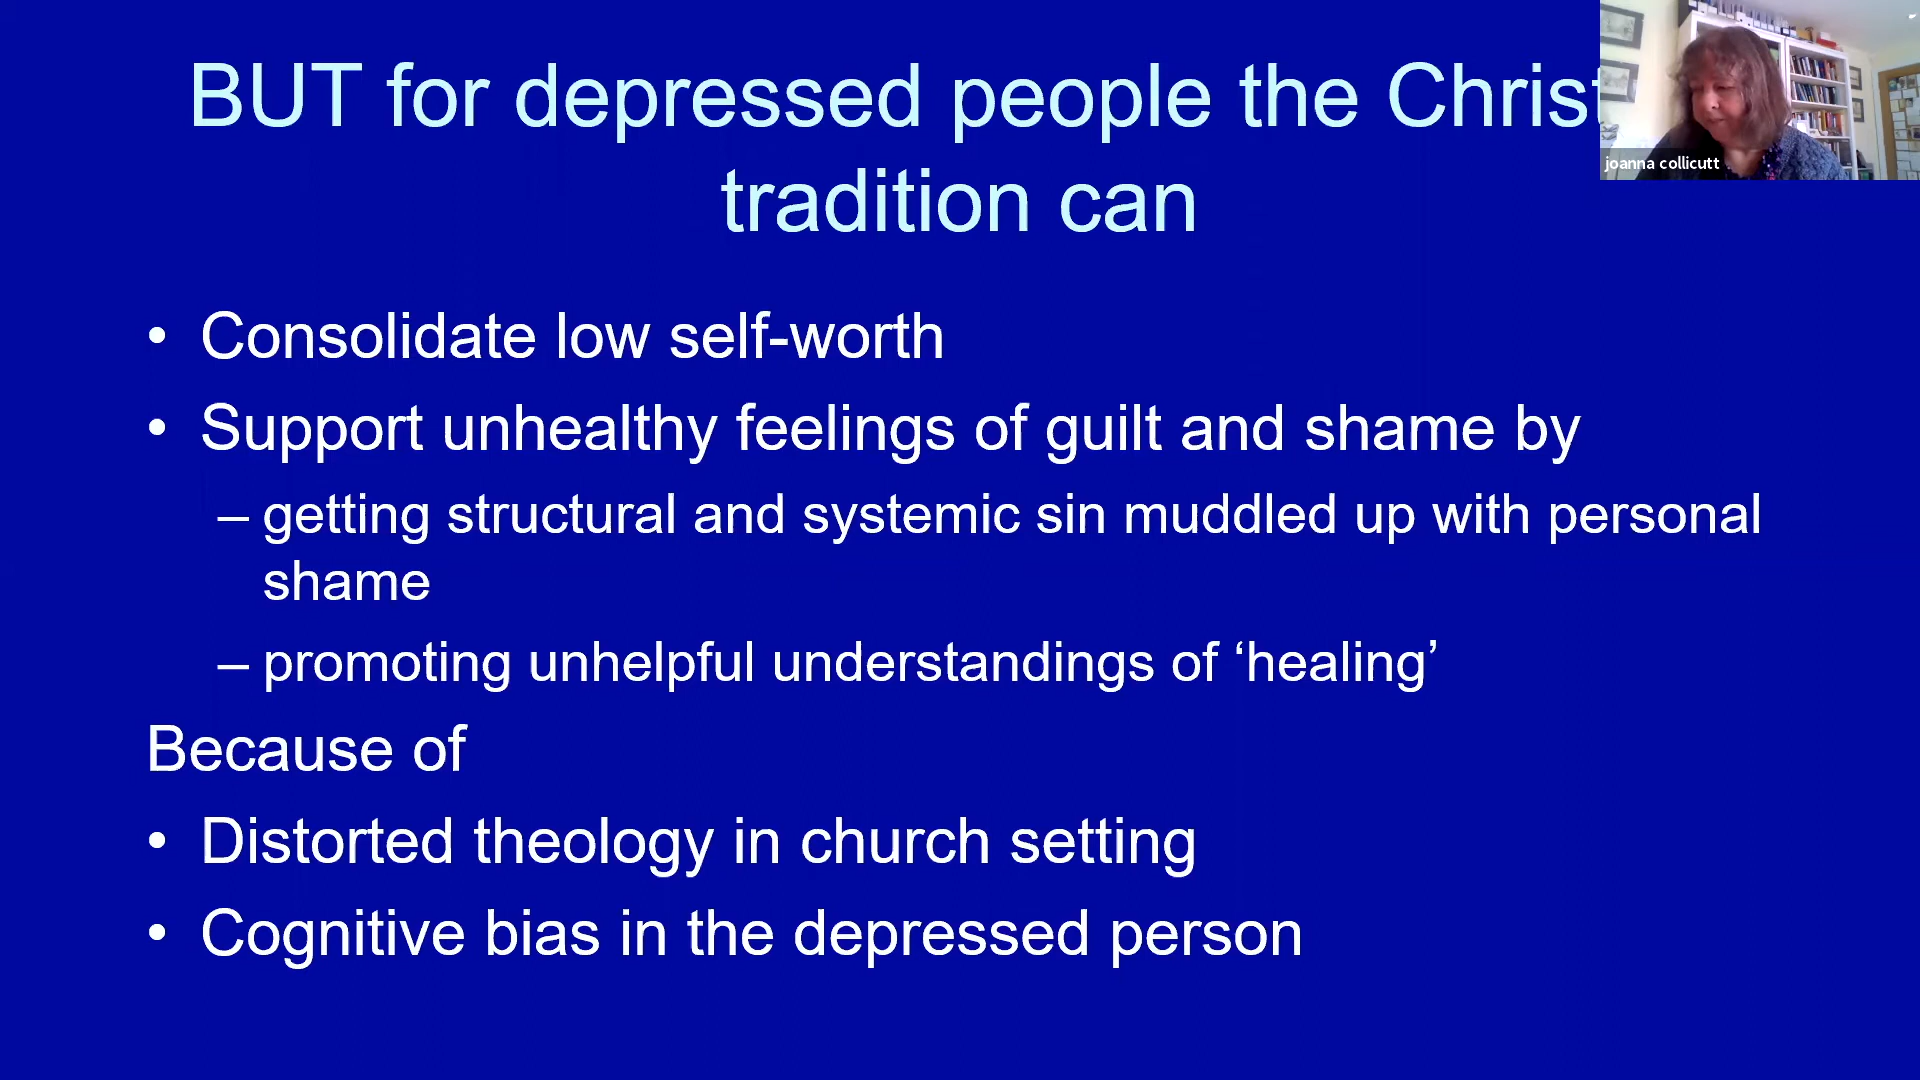 BUT for depressed people the Christ
tradition can
joanna collicutt
• Consolidate low self-worth
• Support unhealthy feelings of guilt and shame by
– getting structural and systemic sin muddled up with personal
shame
– promoting unhelpful understandings of ‘healing’
Because of
• Distorted theology in church setting
• Cognitive bias in the depressed person